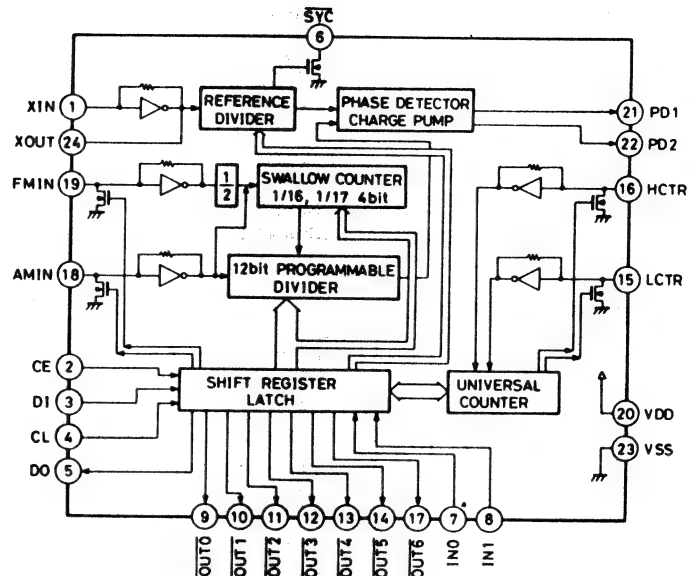 SYC
6
XIN 1
XOUT 24
FMIN 19
AMIN 18
CE 2
DI 3
CL 4
DO 5
REFERENCE
DIVIDER
PHASE DETECTOR
CHARGE PUMP
1
2
SWALLOW COUNTER
1/16, 1/17 4bit
12bit PROGRAMMABLE
DIVIDER
SHIFT REGISTER
LATCH
UNIVERSAL
COUNTER
21 PD1
22 PD2
16 HCTR
15 LCTR
20 VDD
23 VSS
9 10 11 12 13 14 17 7 8
OUT0 OUT1 OUT2 OUT3 OUT4 OUT5 OUT6 IN0 IN1